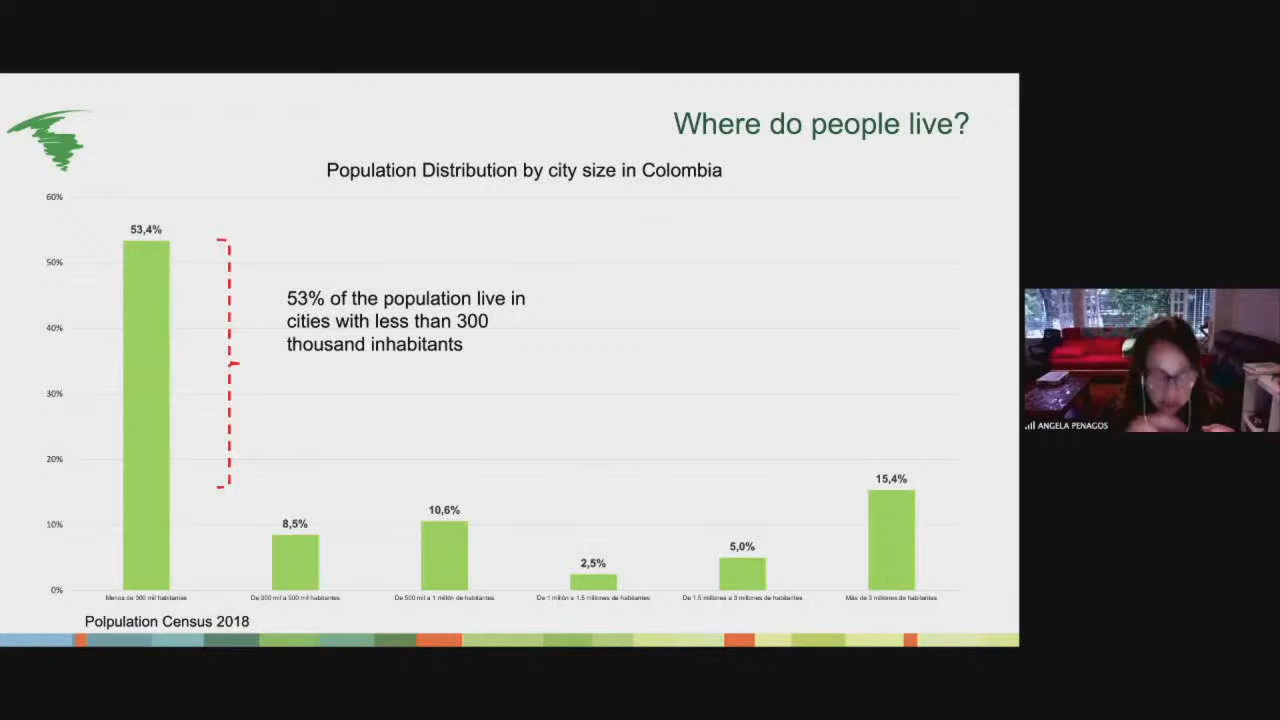 Where do people live?
Population Distribution by city size in Colombia
60%
50%
40%
30%
20%
10%
0%
53,4%
8,5%
10,6%
2,5%
5,0%
15,4%
53% of the population live in
cities with less than 300
thousand inhabitants
Menos de 300 mil habitantes
De 300 mil a 500 mil habitantes
De 500 mil a 1 millón de habitantes
De 1 millón a 1.5 millones de habitantes
De 1.5 millones a 3 millones de habitantes
Más de 3 millones de habitantes
Polpulation Census 2018
ANGELA PENAGOS